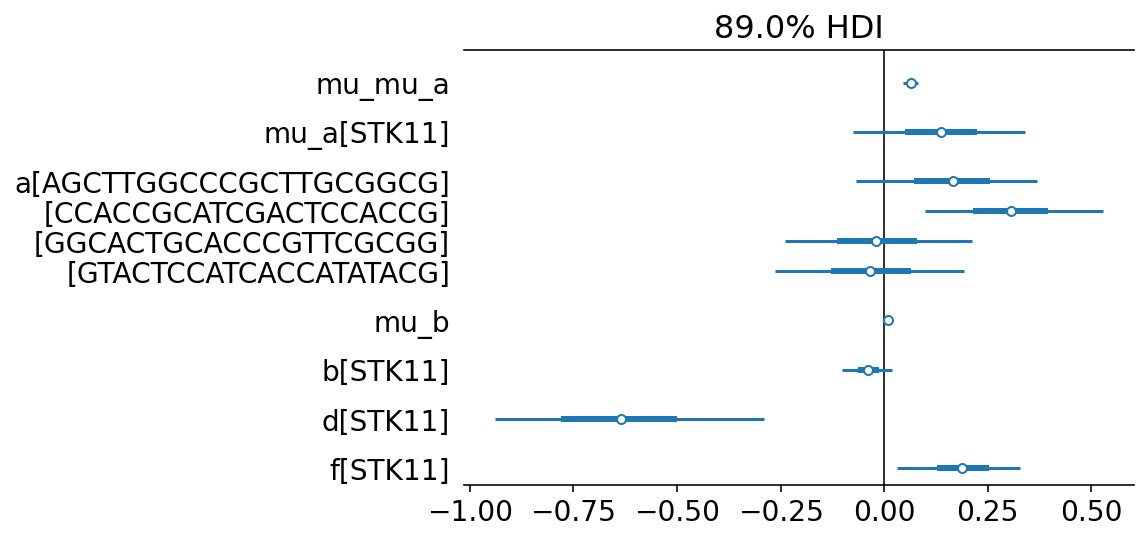 89.0% HDI
mu_mu_a
mu_a[STK11]
a[AGCTTGGCCCGCTTGCGGCG]
[CCACCGCATCGACTCCACCG]
[GGCACTGCACCCGTTCGCGG]
[GTACTCCATCACCATATACG]
mu_b
b[STK11]
d[STK11]
f[STK11]
−1.00 −0.75 −0.50 −0.25 0.00 0.25 0.50